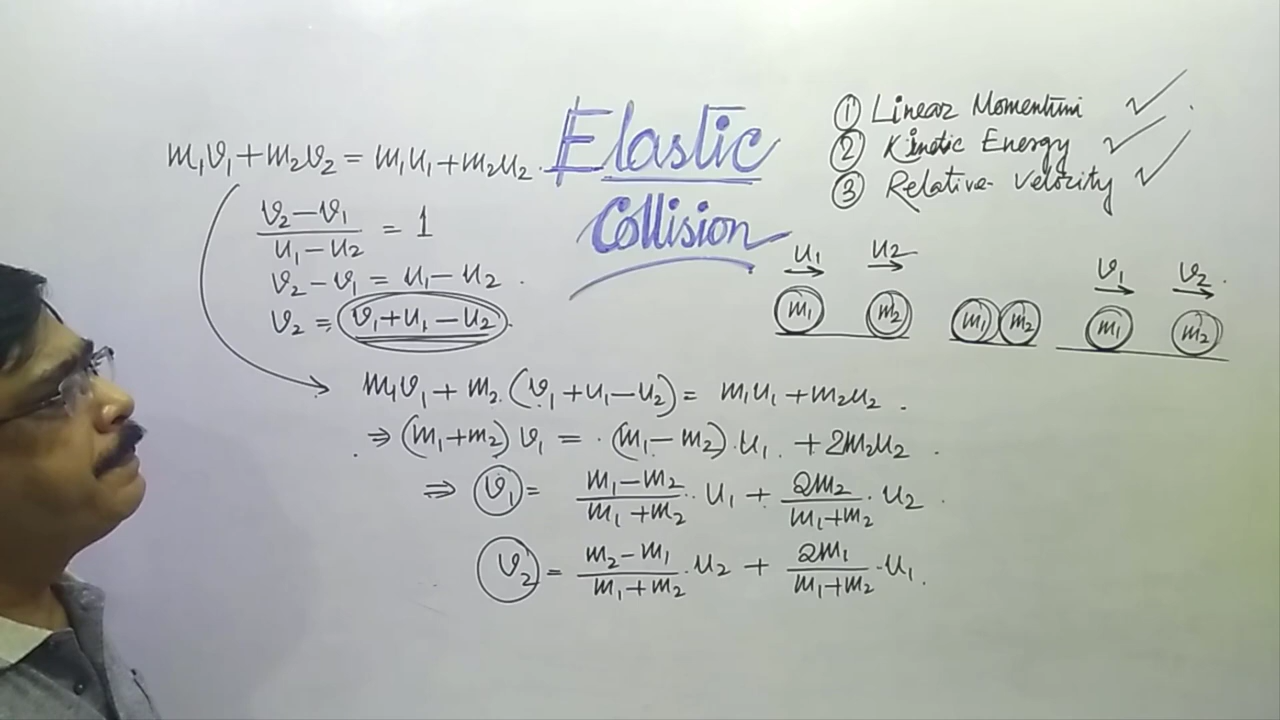 Elastic
Collision
① Linear Momentum ✓
② Kinetic Energy ✓
③ Relative Velocity ✓
m₁v₁ + m₂v₂ = m₁u₁ + m₂u₂.
(v₂ – v₁)/(u₁ – u₂) = 1
v₂ – v₁ = u₁ – u₂.
v₂ = v₁ + u₁ – u₂.
u₁ u₂ v₁ v₂.
m₁ m₂ m₁ m₂ m₁ m₂
m₁v₁ + m₂(v₁ + u₁ – u₂) = m₁u₁ + m₂u₂.
⇒ (m₁ + m₂) v₁ = (m₁ – m₂).u₁ + 2m₂u₂.
⇒ v₁ = (m₁ – m₂)/(m₁ + m₂).u₁ + 2m₂/(m₁ + m₂).u₂.
v₂ = (m₂ – m₁)/(m₁ + m₂).u₂ + 2m₁/(m₁ + m₂).u₁.